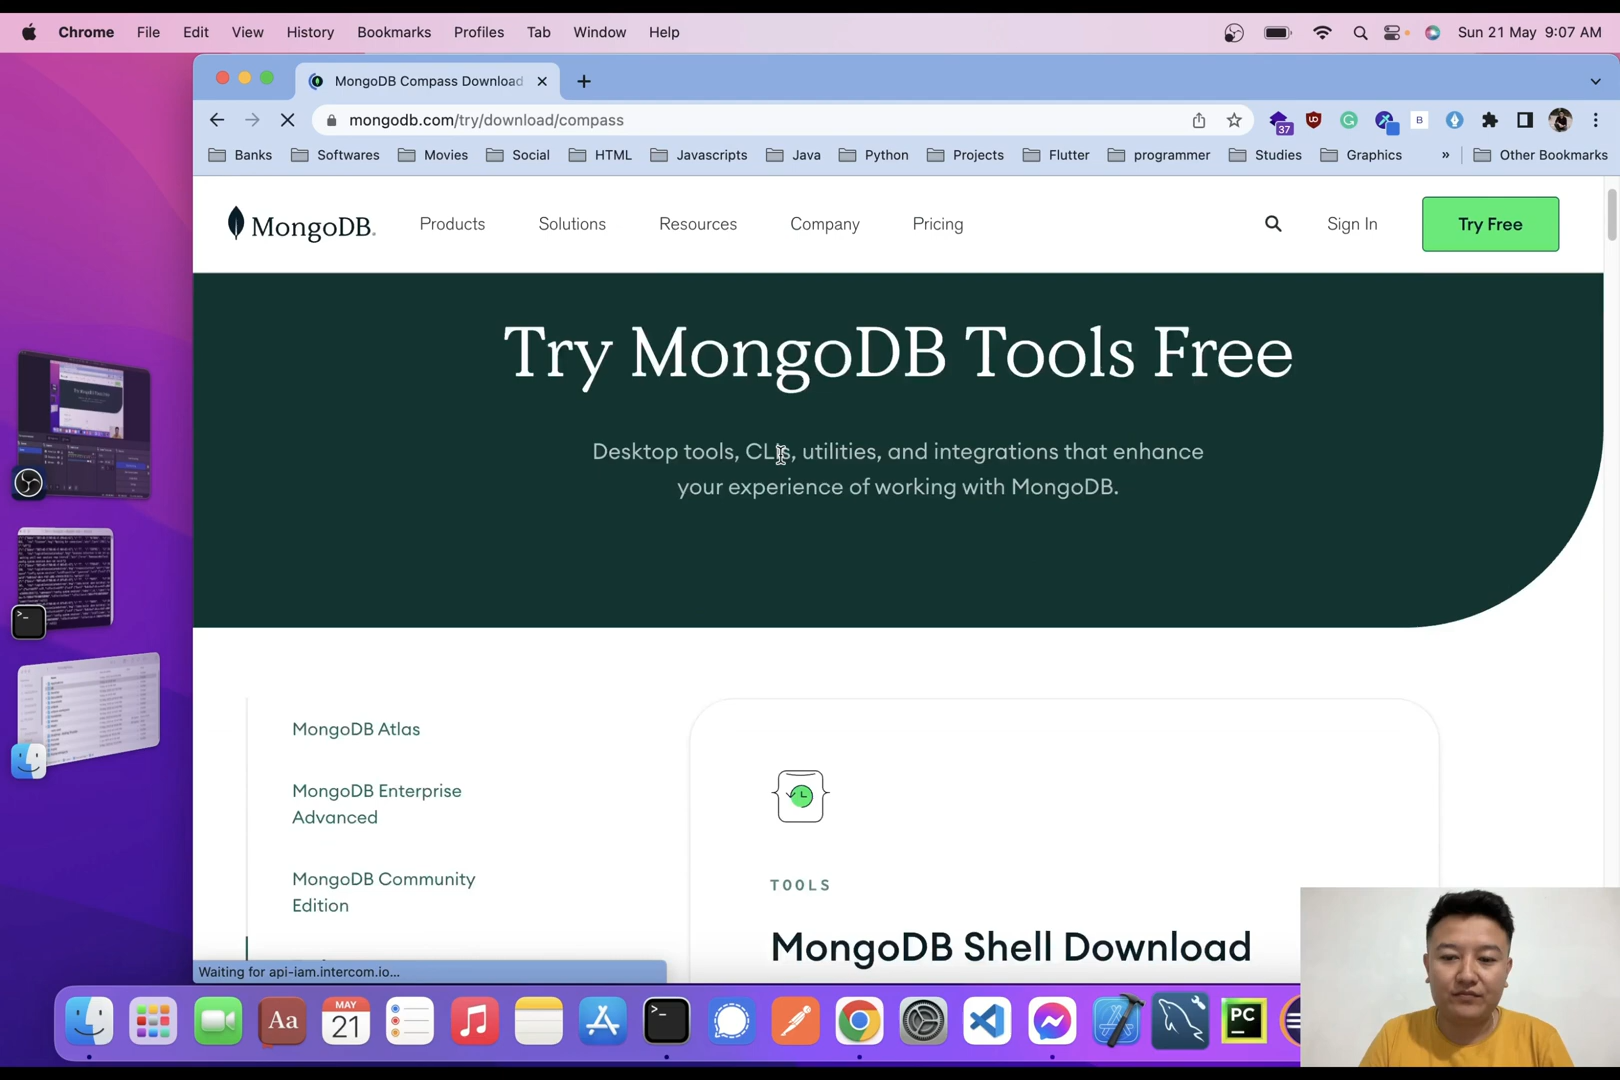 Chrome File Edit View History Bookmarks Profiles Tab Window Help Sun 21 May 9:07 AM
MongoDB Compass Download
mongodb.com/try/download/compass
37
UD
B
Banks Softwares Movies Social HTML Javascripts Java Python Projects Flutter programmer Studies Graphics » Other Bookmarks
MongoDB. Products Solutions Resources Company Pricing Sign In Try Free
Try MongoDB Tools Free
Desktop tools, CLIs, utilities, and integrations that enhance
your experience of working with MongoDB.
MongoDB Atlas
MongoDB Enterprise
Advanced
MongoDB Community
Edition
TOOLS
MongoDB Shell Download
Waiting for api-iam.intercom.io...
Aa
MAY
21
PC